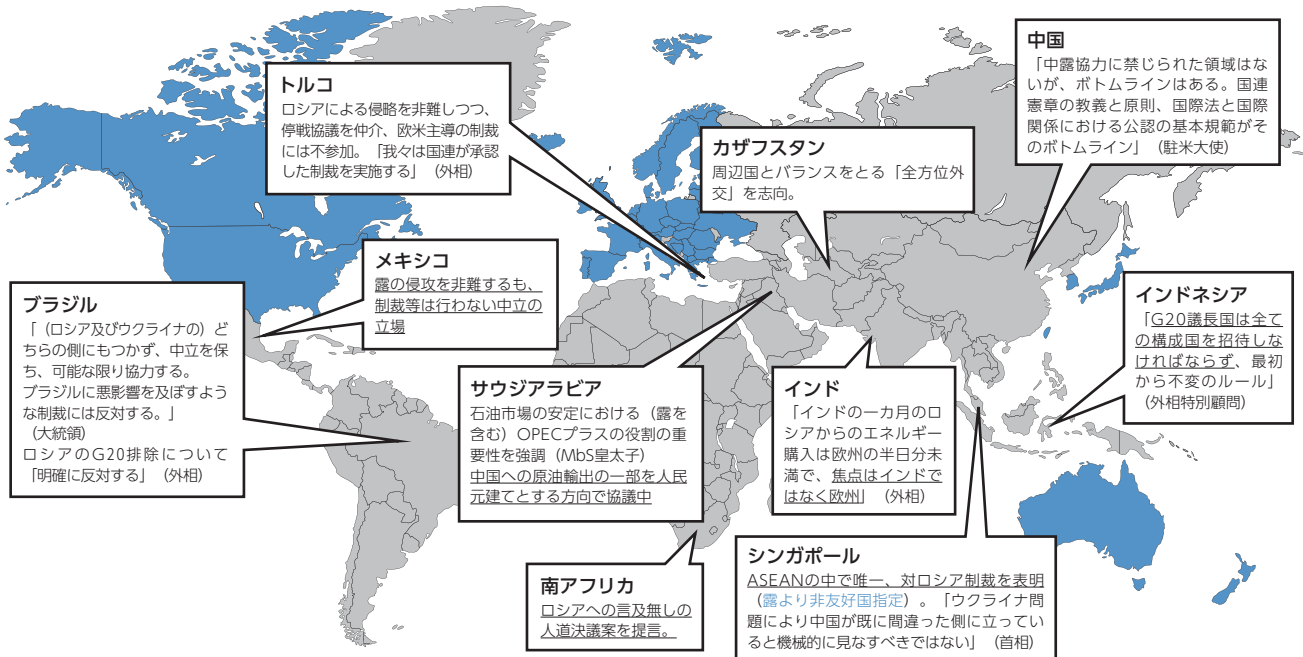 トルコ
ロシアによる侵略を非難しつつ、
停戦協議を仲介、欧米主導の制裁
には不参加。「我々は国連が承認
した制裁を実施する」（外相）
中国
「中露協力に禁じられた領域はな
いが、ボトムラインはある。国連
憲章の教義と原則、国際法と国際
関係における公認の基本規範がそ
のボトムライン」（駐米大使）
カザフスタン
周辺国とバランスをとる「全方位外
交」を志向。
メキシコ
露の侵攻を非難するも、
制裁等は行わない中立の
立場
ブラジル
「（ロシア及びウクライナの）ど
ちらの側にもつかず、中立を保
ち、可能な限り協力する。
ブラジルに悪影響を及ぼすよう
な制裁には反対する。」
（大統領）
ロシアのG20排除について
「明確に反対する」（外相）
サウジアラビア
石油市場の安定における（露を
含む）OPECプラスの役割の重
要性を強調（MbS皇太子）
中国への原油輸出の一部を人民
元建てとする方向で協議中
インド
「インドの一カ月のロ
シアからのエネルギー
購入は欧州の半日分未
満で、焦点はインドで
はなく欧州」（外相）
インドネシア
「G20議長国は全て
の構成国を招待しな
ければならず、最初
から不変のルール」
（外相特別顧問）
南アフリカ
ロシアへの言及無しの
人道決議案を提言。
シンガポール
ASEANの中で唯一、対ロシア制裁を表明
（露より非友好国指定）。「ウクライナ問
題により中国が既に間違った側に立ってい
ると機械的に見なすべきではない」（首相）